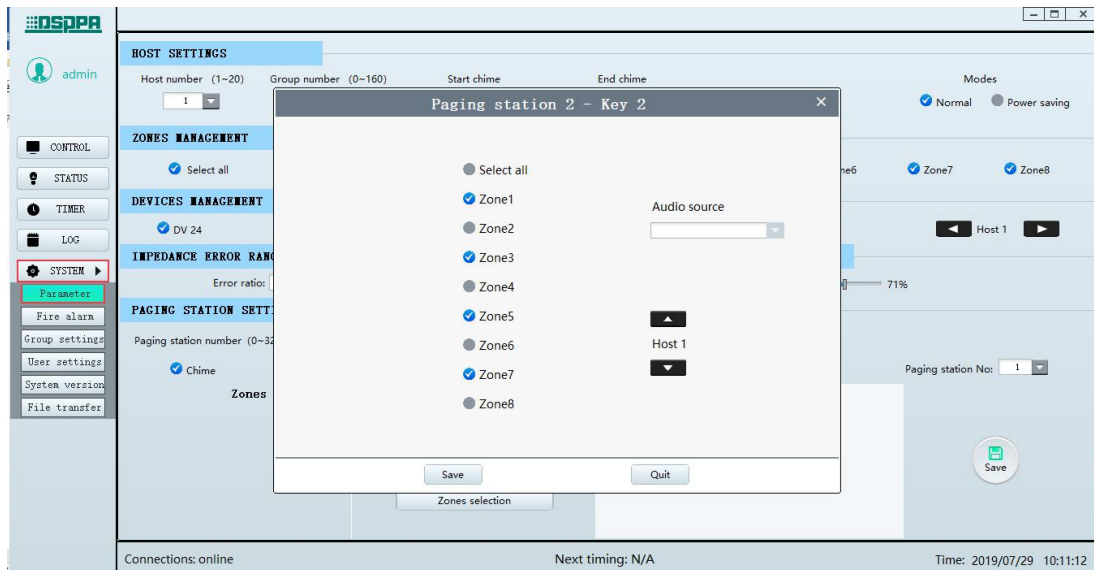 DSPPA
admin
CONTROL
STATUS
TIMER
LOG
SYSTEM
Parameter
Fire alarm
Group settings
User settings
System version
File transfer
HOST SETTINGS
Host number (1~20) Group number (0~160) Start chime End chime Modes
1 Normal Power saving
ZONES MANAGEMENT
Select all Zone7 Zone8
DEVICES MANAGEMENT
DV 24 Host 1
IMPEDANCE ERROR
Error ratio: 71%
PAGING STATION
Paging station number (0~32
Chime Paging station No: 1
Zones
Save
Zones selection
Paging station 2 - Key 2
Select all
Zone1
Zone2
Zone3
Zone4
Zone5
Zone6
Zone7
Zone8
Audio source
Host 1
Save Quit
Connections: online Next timing: N/A Time: 2019/07/29 10:11:12